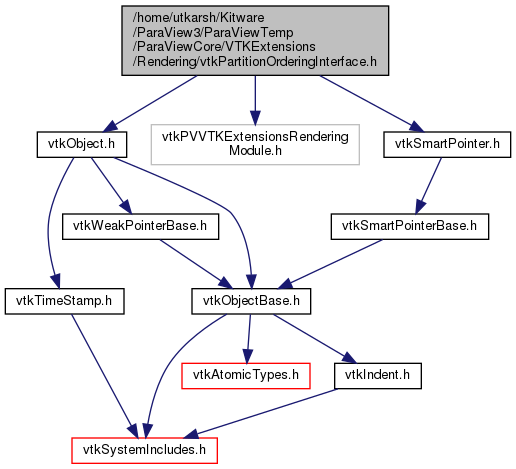 /home/utkarsh/Kitware
/ParaView3/ParaViewTemp
/ParaViewCore/VTKExtensions
/Rendering/vtkPartitionOrderingInterface.h
vtkObject.h
vtkPVVTKExtensionsRendering
Module.h
vtkSmartPointer.h
vtkWeakPointerBase.h
vtkSmartPointerBase.h
vtkTimeStamp.h
vtkObjectBase.h
vtkAtomicTypes.h
vtkIndent.h
vtkSystemIncludes.h